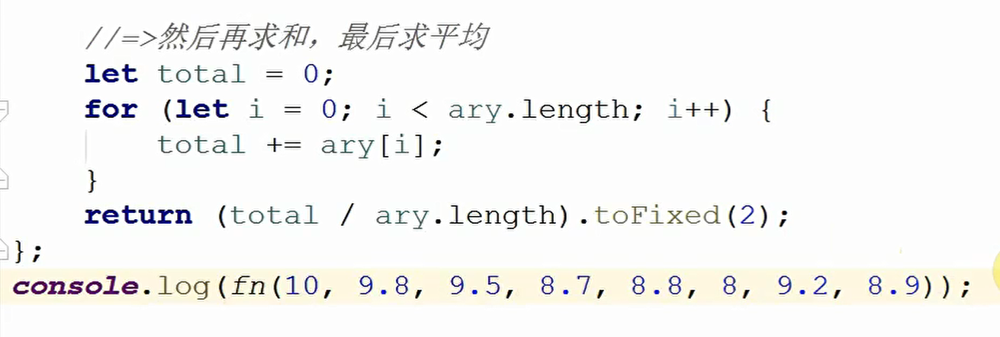 //=>然后再求和，最后求平均
let total = 0;
for (let i = 0; i < ary.length; i++) {
total += ary[i];
}
return (total / ary.length).toFixed(2);
};
console.log(fn(10, 9.8, 9.5, 8.7, 8.8, 8, 9.2, 8.9));